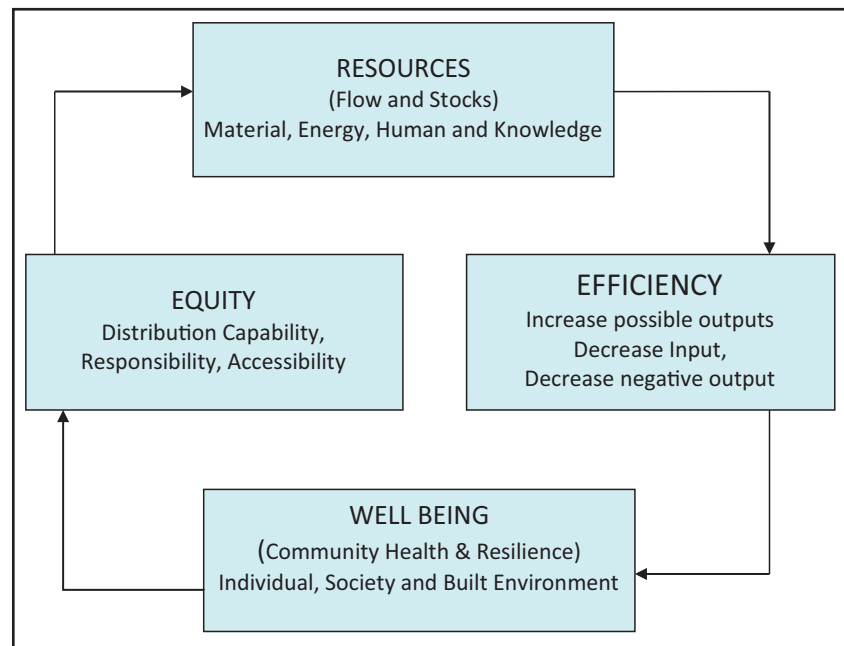 RESOURCES
(Flow and Stocks)
Material, Energy, Human and Knowledge
EQUITY
Distribution Capability,
Responsibility, Accessibility
EFFICIENCY
Increase possible outputs
Decrease Input,
Decrease negative output
WELL BEING
(Community Health & Resilience)
Individual, Society and Built Environment